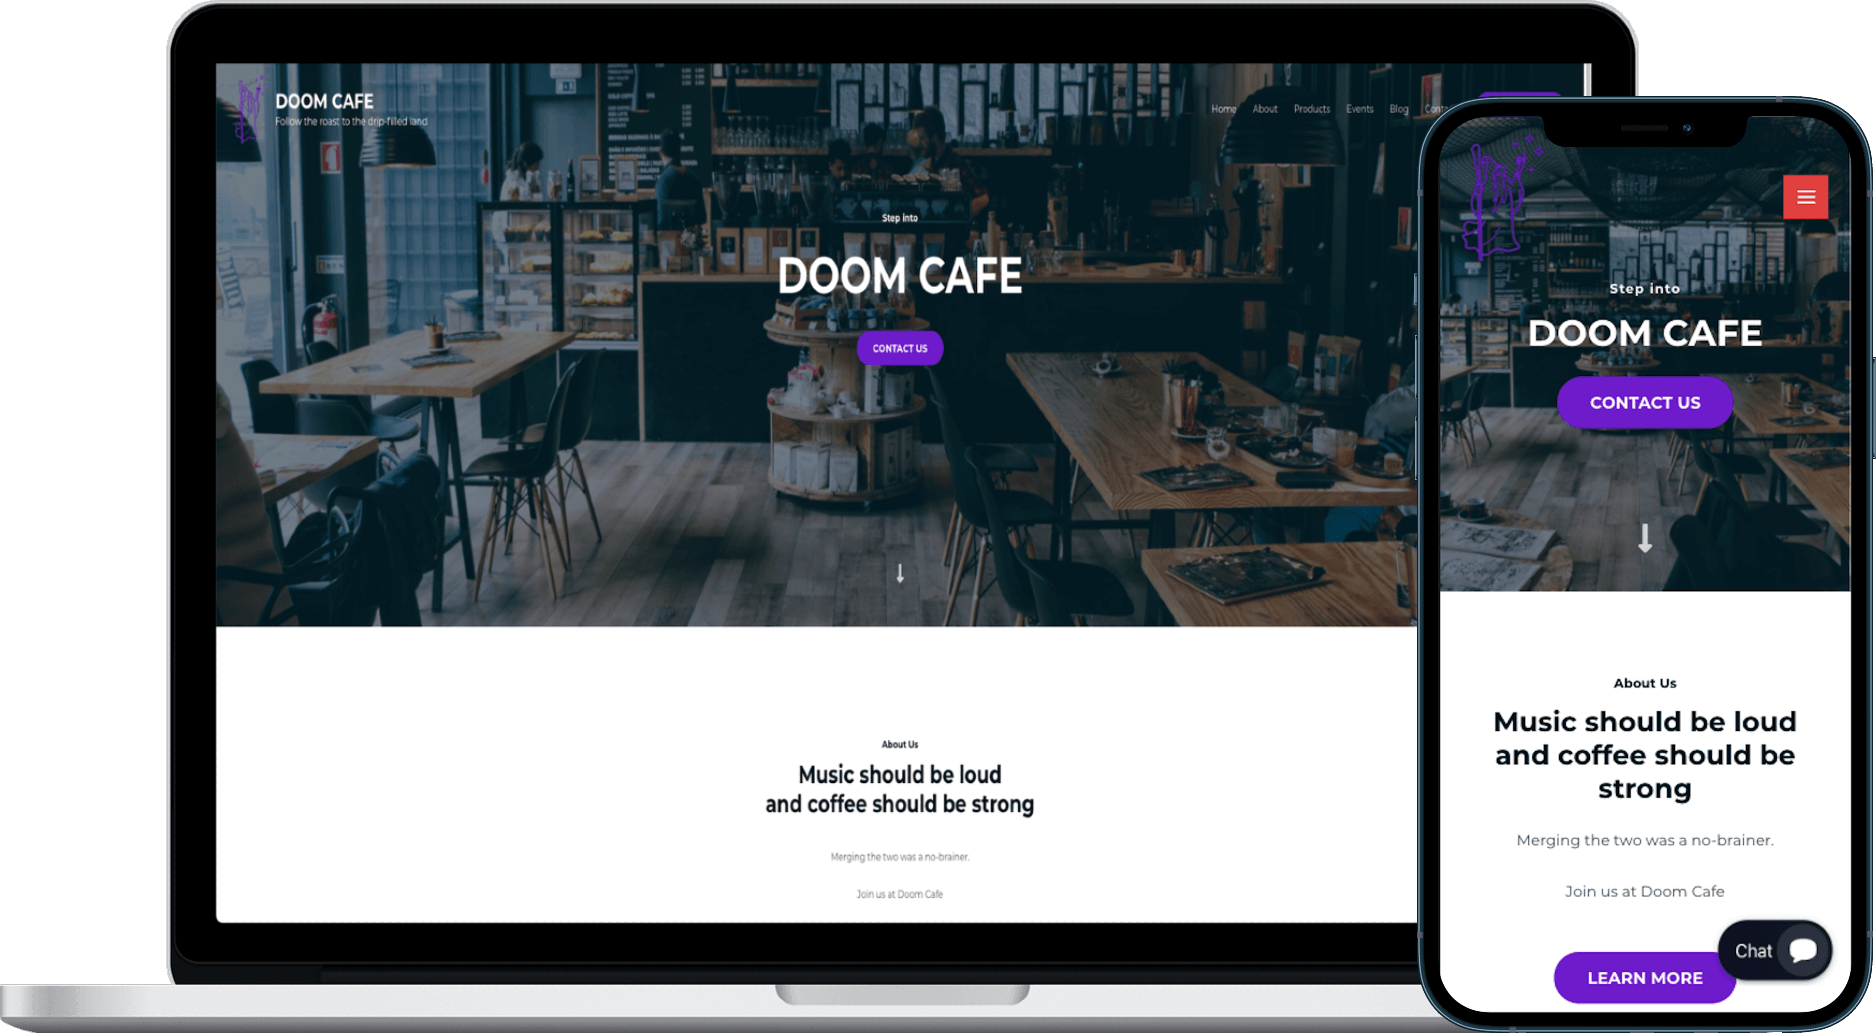 DOOM CAFE
Follow the roast to the drip-filled land
Home About Products Events Blog
Step into
DOOM CAFE
CONTACT US
About Us
Music should be loud
and coffee should be strong
Merging the two was a no-brainer.
Join us at Doom Cafe
Step into
DOOM CAFE
CONTACT US
About Us
Music should be loud
and coffee should be
strong
Merging the two was a no-brainer.
Join us at Doom Cafe
Chat
LEARN MORE